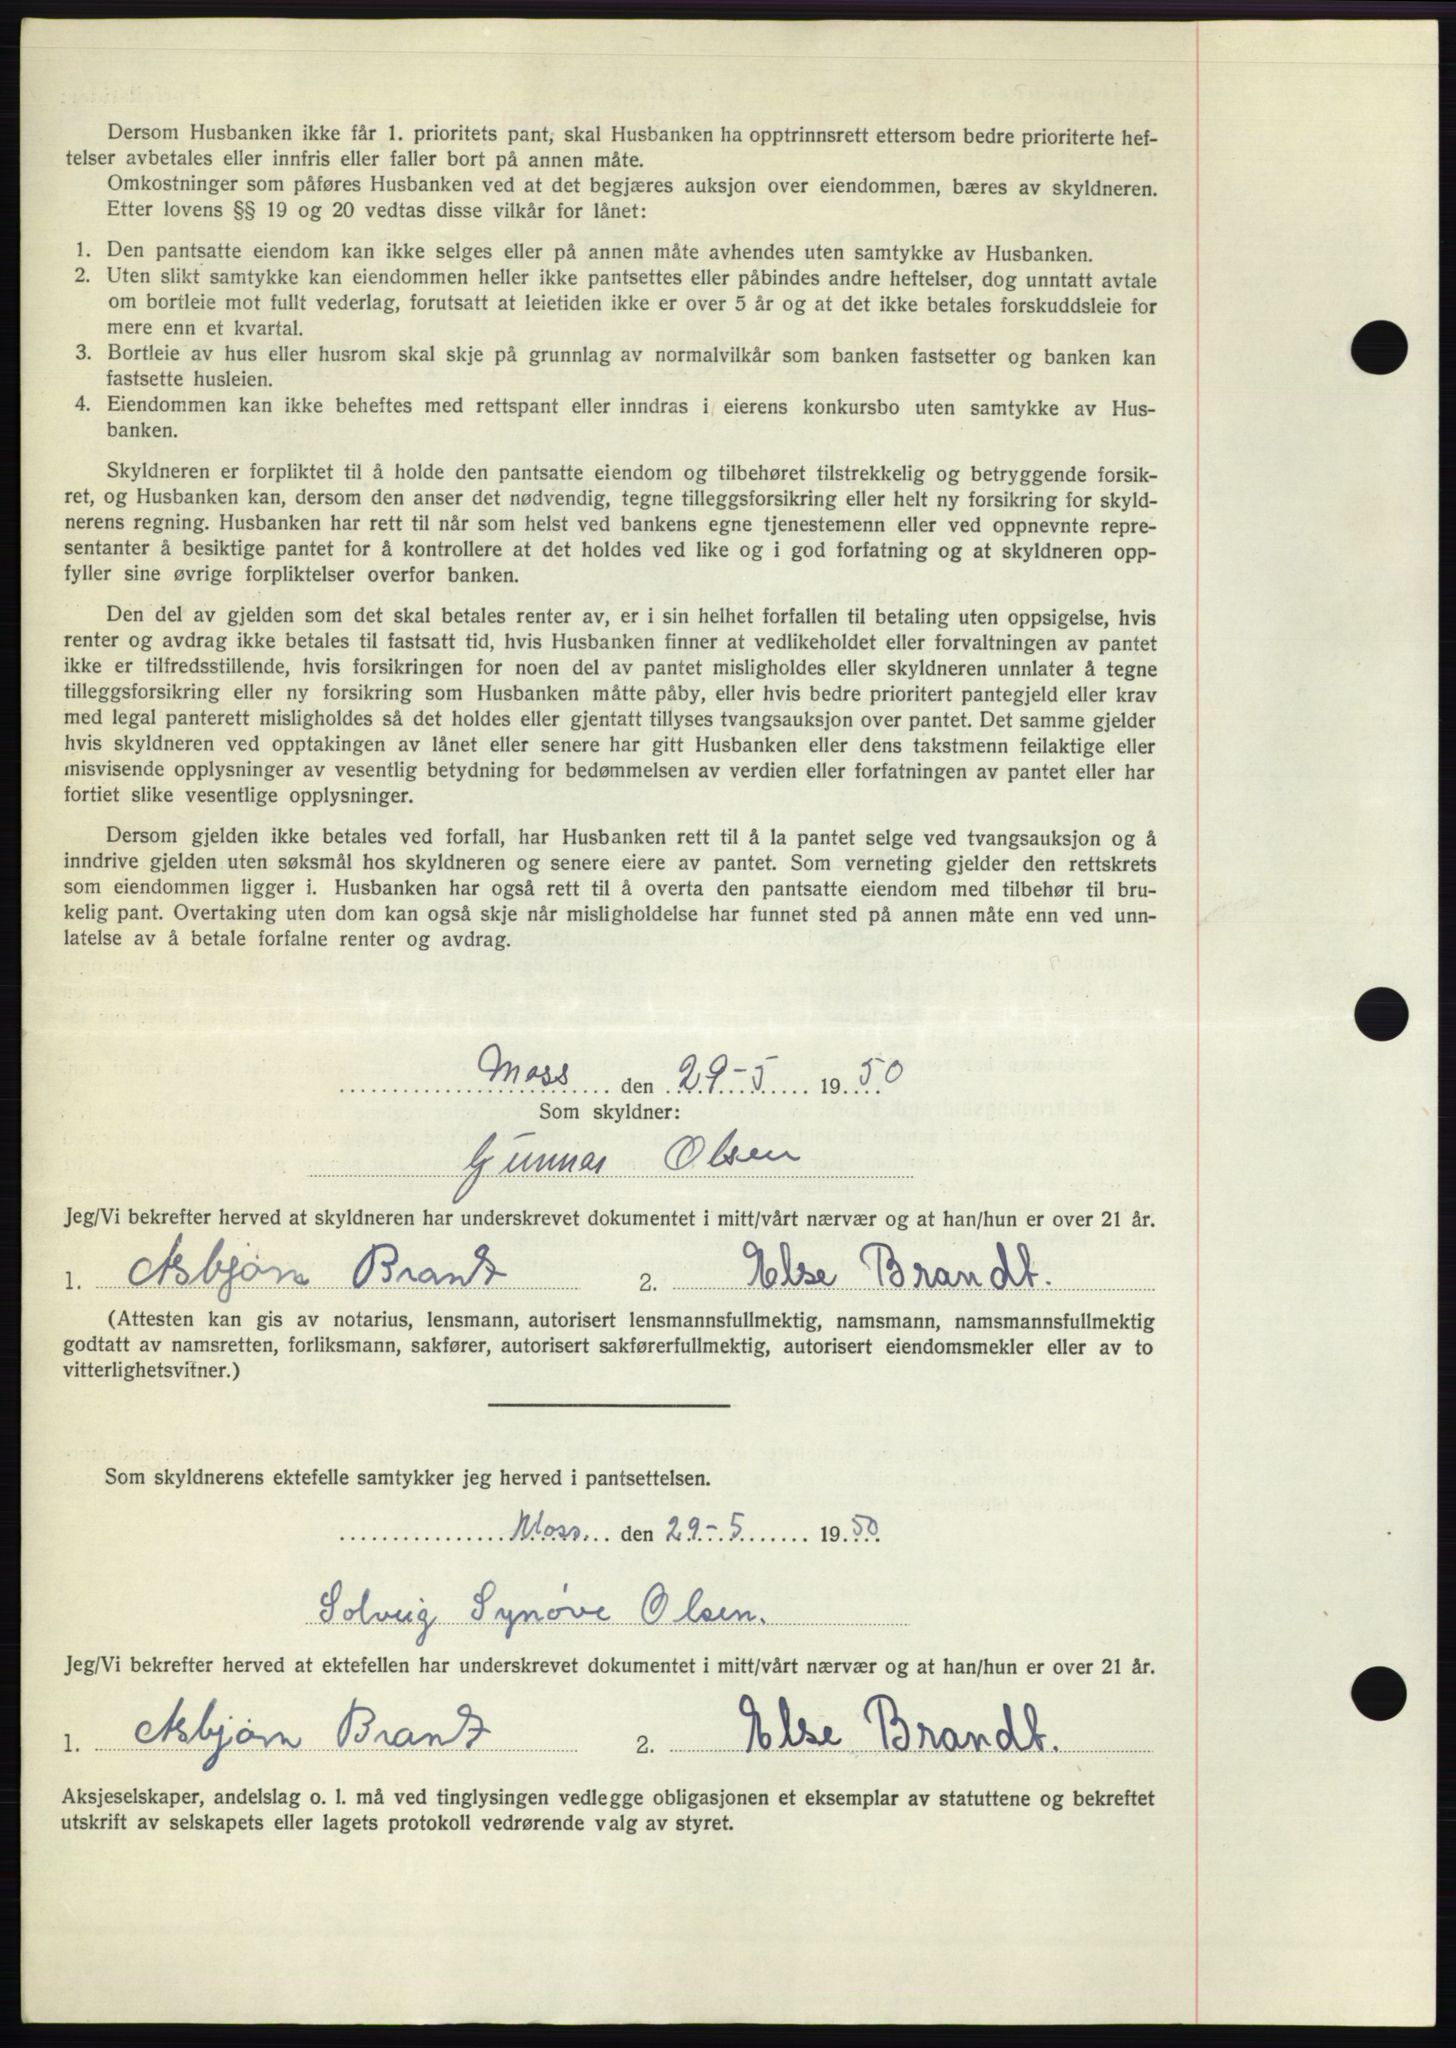 Dersom Husbanken ikke får 1. prioritets pant, skal Husbanken ha opptrinnsrett ettersom bedre prioriterte hef-
telser avbetales eller innfris eller faller bort på annen måte.
Omkostninger som påføres Husbanken ved at det begjæres auksjon over eiendommen, bæres av skyldneren.
Etter lovens §§ 19 og 20 vedtas disse vilkår for lånet:
1. Den pantsatte eiendom kan ikke selges eller på annen måte avhendes uten samtykke av Husbanken.
2. Uten slikt samtykke kan eiendommen heller ikke pantsettes eller påbindes andre heftelser, dog unntatt avtale
om bortleie mot fullt vederlag, forutsatt at leietiden ikke er over 5 år og at det ikke betales forskuddsleie for
mere enn et kvartal.
3. Bortleie av hus eller husrom skal skje på grunnlag av normalvilkår som banken fastsetter og banken kan
fastsette husleien.
4. Eiendommen kan ikke beheftes med rettspant eller inndras i eierens konkursbo uten samtykke av Hus-
banken.
Skyldneren er forpliktet til å holde den pantsatte eiendom og tilbehøret tilstrekkelig og betryggende forsik-
ret, og Husbanken kan, dersom den anser det nødvendig, tegne tilleggsforsikring eller helt ny forsikring for skyld-
nerens regning. Husbanken har rett til når som helst ved bankens egne tjenestemenn eller ved oppnevnte repre-
sentanter å besiktige pantet for å kontrollere at det holdes ved like og i god forfatning og at skyldneren opp-
fyller sine øvrige forpliktelser overfor banken.
Den del av gjelden som det skal betales renter av, er i sin helhet forfallen til betaling uten oppsigelse, hvis
renter og avdrag ikke betales til fastsatt tid, hvis Husbanken finner at vedlikeholdet eller forvaltningen av pantet
ikke er tilfredsstillende, hvis forsikringen for noen del av pantet misligholdes eller skyldneren unnlater å tegne
tilleggsforsikring eller ny forsikring som Husbanken måtte påby, eller hvis bedre prioritert pantegjeld eller krav
med legal panterett misligholdes så det holdes eller gjentatt tillyses tvangsauksjon over pantet. Det samme gjelder
hvis skyldneren ved opptakingen av lånet eller senere har gitt Husbanken eller dens takstmenn feilaktige eller
misvisende opplysninger av vesentlig betydning for bedømmelsen av verdien eller forfatningen av pantet eller har
fortiet slike vesentlige opplysninger.
Dersom gjelden ikke betales ved forfall, har Husbanken rett til å la pantet selge ved tvangsauksjon og å
inndrive gjelden uten søksmål hos skyldneren og senere eiere av pantet. Som verneting gjelder den rettskrets
som eiendommen ligger i. Husbanken har også rett til å overta den pantsatte eiendom med tilbehør til bru-
kelig pant. Overtaking uten dom kan også skje når misligholdelse har funnet sted på annen måte enn ved unn-
latelse av å betale forfalne renter og avdrag.
Moss den 29-5 1950
Som skyldner:
Gunnar Olsen
Jeg/Vi bekrefter herved at skyldneren har underskrevet dokumentet i mitt/vårt nærvær og at han/hun er over 21 år.
1. Asbjørn Brandt 2. Else Brandt.
(Attesten kan gis av notarius, lensmann, autorisert lensmannsfullmektig, namsmann, namsmannsfullmektig
godtatt av namsretten, forliksmann, sakfører, autorisert sakførerfullmektig, autorisert eiendomsmekler eller av to
vitterlighetsvitner.)
Som skyldnerens ektefelle samtykker jeg herved i pantsettelsen.
Moss den 29-5 1950
Solveig Synøve Olsen.
Jeg/Vi bekrefter herved at ektefellen har underskrevet dokumentet i mitt/vårt nærvær og at han/hun er over 21 år.
1. Asbjørn Brandt 2. Else Brandt.
Aksjeselskaper, andelslag o. l. må ved tinglysingen vedlegge obligasjonen et eksemplar av statuttene og bekreftet
utskrift av selskapets eller lagets protokoll vedrørende valg av styret.